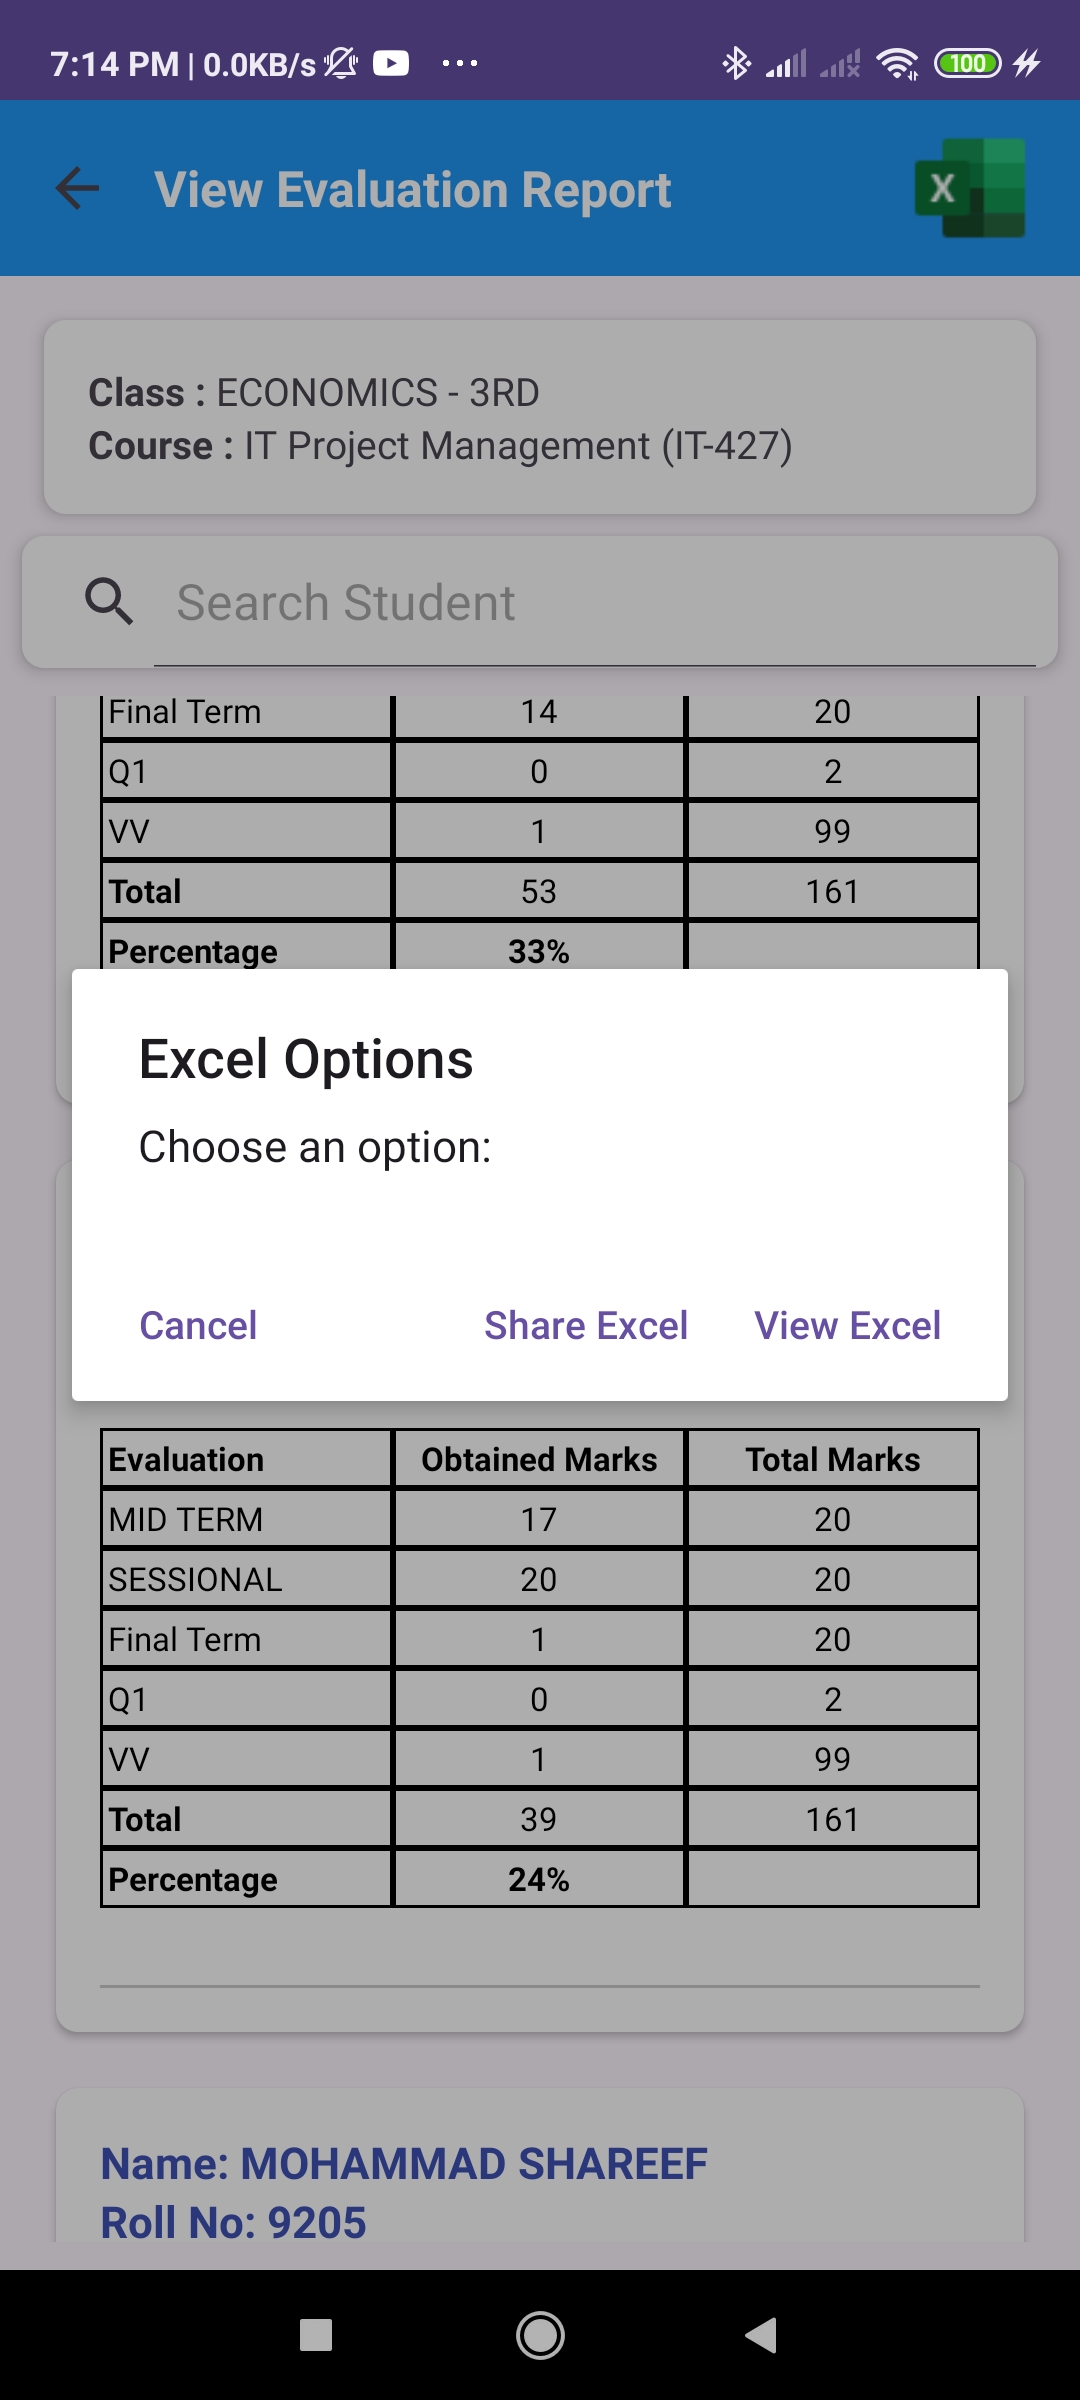 7:14 PM | 0.0KB/s 100
View Evaluation Report X
Class : ECONOMICS - 3RD
Course : IT Project Management (IT-427)
Search Student
Final Term 14 20
Q1 0 2
VV 1 99
Total 53 161
Percentage 33%
Excel Options
Choose an option:
Cancel Share Excel View Excel
Evaluation Obtained Marks Total Marks
MID TERM 17 20
SESSIONAL 20 20
Final Term 1 20
Q1 0 2
VV 1 99
Total 39 161
Percentage 24%
Name: MOHAMMAD SHAREEF
Roll No: 9205